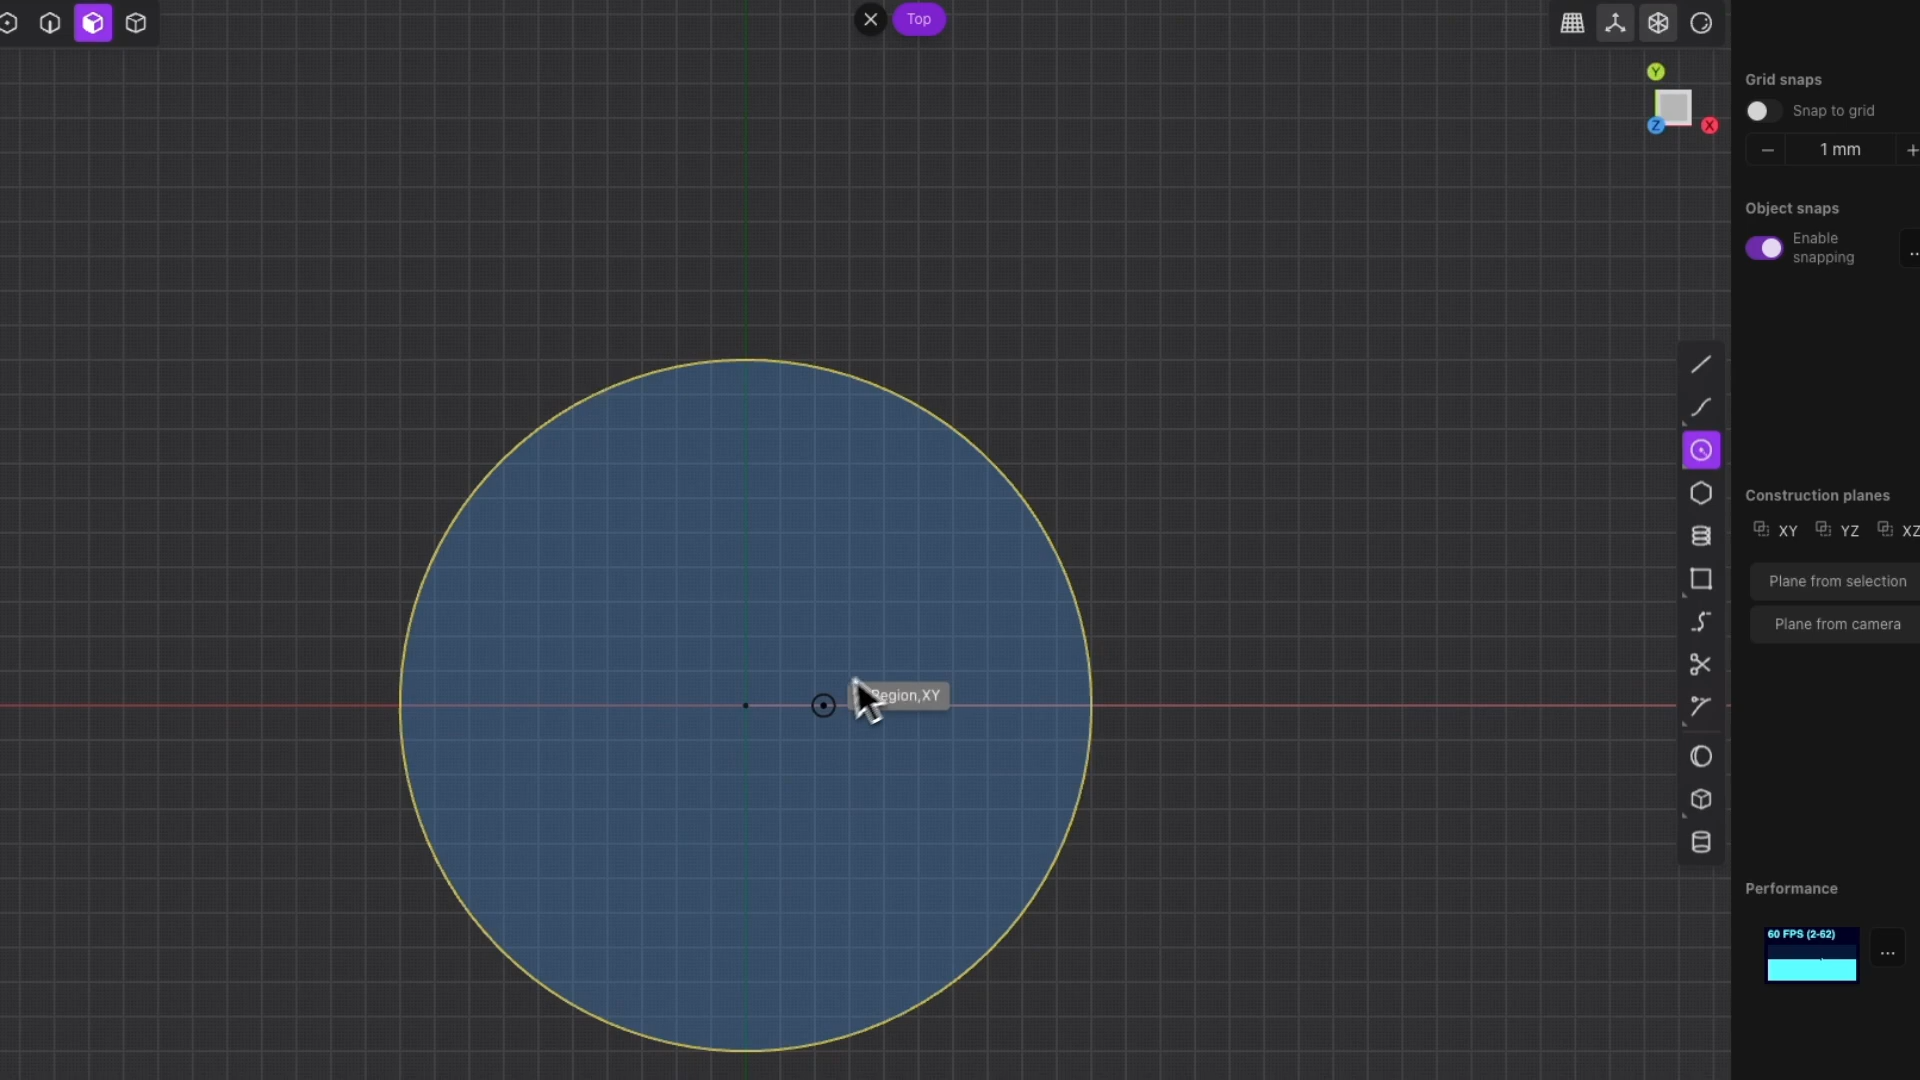 Top
Y
Z
X
Grid snaps
Snap to grid
1 mm
Object snaps
Enable
snapping
Region,XY
Construction planes
XY YZ XZ
Plane from selection
Plane from camera
Performance
60 FPS (2-62)